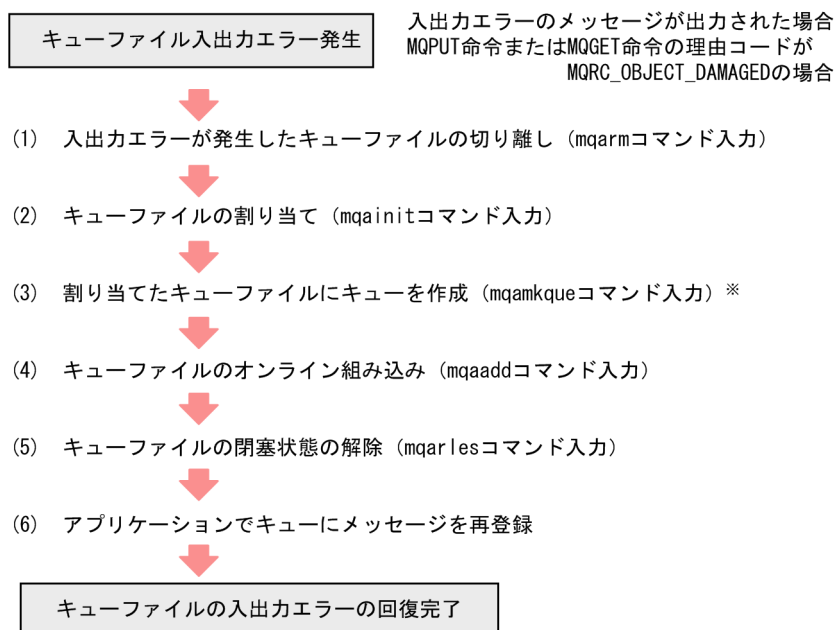 キューファイル入出力エラー発生
入出力エラーのメッセージが出力された場合
MQPUT命令またはMQGET命令の理由コードが
MQRC_OBJECT_DAMAGEDの場合
(1) 入出力エラーが発生したキューファイルの切り離し（mqarmコマンド入力）
(2) キューファイルの割り当て（mqainitコマンド入力）
(3) 割り当てたキューファイルにキューを作成（mqamkqueコマンド入力）※
(4) キューファイルのオンライン組み込み（mqaaddコマンド入力）
(5) キューファイルの閉塞状態の解除（mqarlesコマンド入力）
(6) アプリケーションでキューにメッセージを再登録
キューファイルの入出力エラーの回復完了